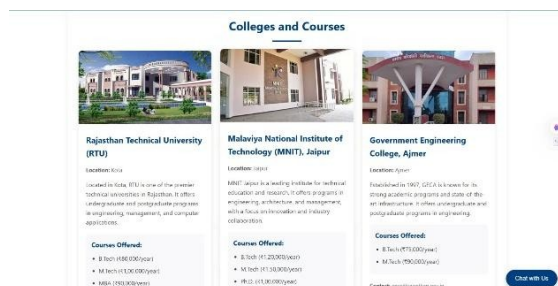 Colleges and Courses
Rajasthan Technical University
(RTU)
Location: Kota
Located in Kota, RTU is one of the premier
technical universities in Rajasthan. It offers
undergraduate and postgraduate programs
in engineering, management, and computer
applications.
Courses Offered:
B.Tech (₹80,000/year)
M.Tech (₹1,00,000/year)
MBA (₹90,000/year)
Malaviya National Institute of
Technology (MNIT), Jaipur
Location: Jaipur
MNIT Jaipur is a leading institute for technical
education and research. It offers programs in
engineering, architecture, and management,
with a focus on innovation and industry
collaboration.
Courses Offered:
B.Tech (₹1,20,000/year)
M.Tech (₹1,50,000/year)
Ph.D. (₹1,00,000/year)
Government Engineering
College, Ajmer
Location: Ajmer
Established in 1997, GECA is known for its
strong academic programs and state-of-the
art infrastructure. It offers undergraduate and
postgraduate programs in engineering.
Courses Offered:
B.Tech (₹75,000/year)
M.Tech (₹90,000/year)
Chat with Us